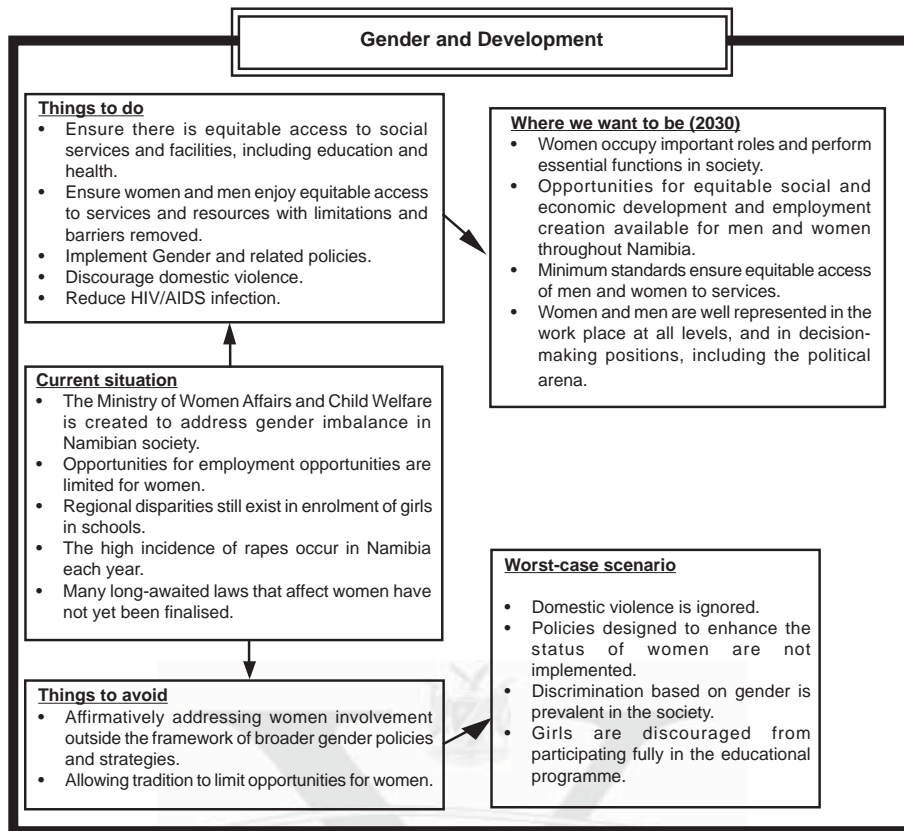 Gender and Development
Things to do
• Ensure there is equitable access to social
services and facilities, including education and
health.
• Ensure women and men enjoy equitable access
to services and resources with limitations and
barriers removed.
• Implement Gender and related policies.
• Discourage domestic violence.
• Reduce HIV/AIDS infection.
Where we want to be (2030)
• Women occupy important roles and perform
essential functions in society.
• Opportunities for equitable social and
economic development and employment
creation available for men and women
throughout Namibia.
• Minimum standards ensure equitable access
of men and women to services.
• Women and men are well represented in the
work place at all levels, and in decision-
making positions, including the political
arena.
Current situation
• The Ministry of Women Affairs and Child Welfare
is created to address gender imbalance in
Namibian society.
• Opportunities for employment opportunities are
limited for women.
• Regional disparities still exist in enrolment of girls
in schools.
• The high incidence of rapes occur in Namibia
each year.
• Many long-awaited laws that affect women have
not yet been finalised.
Things to avoid
• Affirmatively addressing women involvement
outside the framework of broader gender policies
and strategies.
• Allowing tradition to limit opportunities for women.
Worst-case scenario
• Domestic violence is ignored.
• Policies designed to enhance the
status of women are not
implemented.
• Discrimination based on gender is
prevalent in the society.
• Girls are discouraged from
participating fully in the educational
programme.